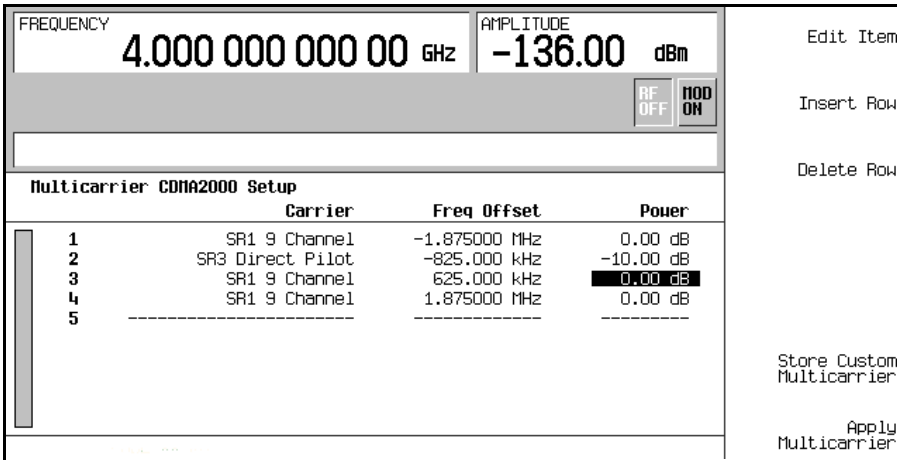 FREQUENCY
4.000 000 000 00 GHz
AMPLITUDE
-136.00 dBm
RF OFF
MOD ON
Multicarrier CDMA2000 Setup
Carrier Freq Offset Power
1 SR1 9 Channel -1.875000 MHz 0.00 dB
2 SR3 Direct Pilot -825.000 kHz -10.00 dB
3 SR1 9 Channel 625.000 kHz 0.00 dB
4 SR1 9 Channel 1.875000 MHz 0.00 dB
5 ----------------------- ------------- ---------
Edit Item
Insert Row
Delete Row
Store Custom
Multicarrier
Apply
Multicarrier